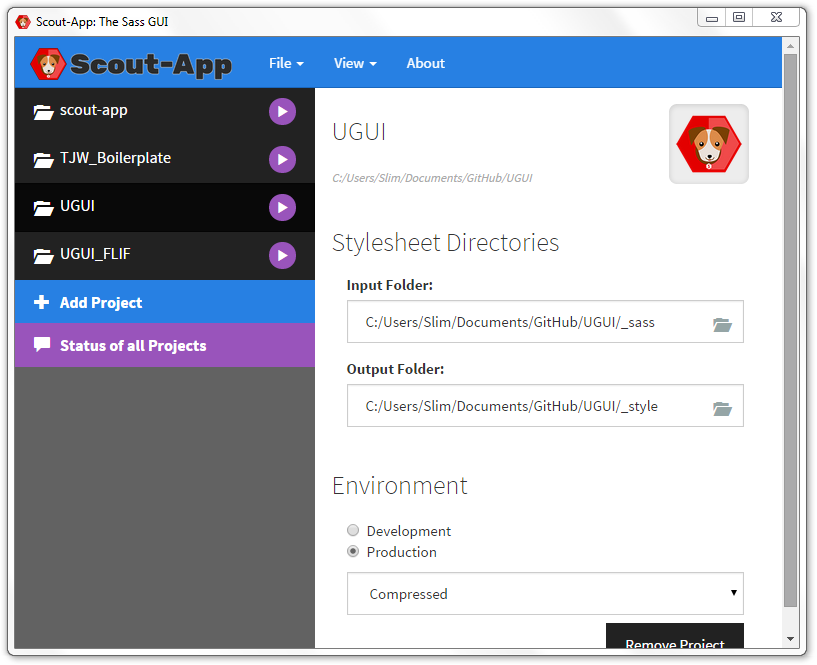 Scout-App: The Sass GUI
Scout-App File View About
scout-app
TJW_Boilerplate
UGUI
UGUI_FLIF
Add Project
Status of all Projects
UGUI
C:/Users/Slim/Documents/GitHub/UGUI
Stylesheet Directories
Input Folder:
C:/Users/Slim/Documents/GitHub/UGUI/_sass
Output Folder:
C:/Users/Slim/Documents/GitHub/UGUI/_style
Environment
Development
Production
Compressed
Remove Project